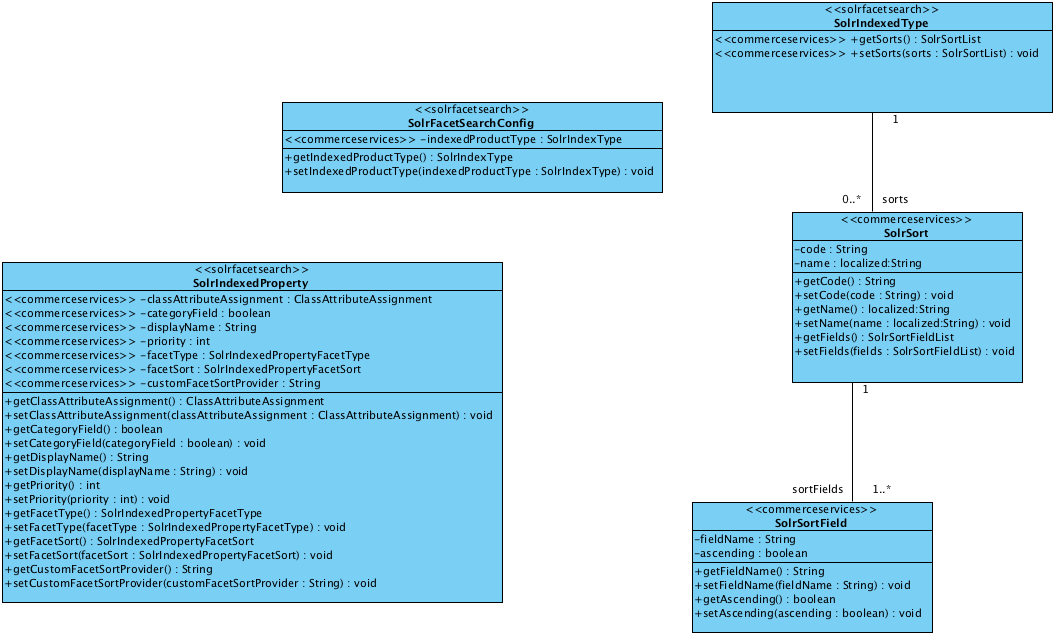 <<solrfacetsearch>>
SolrIndexedType
<<commerceservices>> +getSorts() : SolrSortList
<<commerceservices>> +setSorts(sorts : SolrSortList) : void
1
0..* sorts
<<solrfacetsearch>>
SolrFacetSearchConfig
<<commerceservices>> -indexedProductType : SolrIndexType
+getIndexedProductType() : SolrIndexType
+setIndexedProductType(indexedProductType : SolrIndexType) : void
<<commerceservices>>
SolrSort
-code : String
-name : localized:String
+getCode() : String
+setCode(code : String) : void
+getName() : localized:String
+setName(name : localized:String) : void
+getFields() : SolrSortFieldList
+setFields(fields : SolrSortFieldList) : void
1
sortFields 1..*
<<solrfacetsearch>>
SolrIndexedProperty
<<commerceservices>> -classAttributeAssignment : ClassAttributeAssignment
<<commerceservices>> -categoryField : boolean
<<commerceservices>> -displayName : String
<<commerceservices>> -priority : int
<<commerceservices>> -facetType : SolrIndexedPropertyFacetType
<<commerceservices>> -facetSort : SolrIndexedPropertyFacetSort
<<commerceservices>> -customFacetSortProvider : String
+getClassAttributeAssignment() : ClassAttributeAssignment
+setClassAttributeAssignment(classAttributeAssignment : ClassAttributeAssignment) : void
+getCategoryField() : boolean
+setCategoryField(categoryField : boolean) : void
+getDisplayName() : String
+setDisplayName(displayName : String) : void
+getPriority() : int
+setPriority(priority : int) : void
+getFacetType() : SolrIndexedPropertyFacetType
+setFacetType(facetType : SolrIndexedPropertyFacetType) : void
+getFacetSort() : SolrIndexedPropertyFacetSort
+setFacetSort(facetSort : SolrIndexedPropertyFacetSort) : void
+getCustomFacetSortProvider() : String
+setCustomFacetSortProvider(customFacetSortProvider : String) : void
<<commerceservices>>
SolrSortField
-fieldName : String
-ascending : boolean
+getFieldName() : String
+setFieldName(fieldName : String) : void
+getAscending() : boolean
+setAscending(ascending : boolean) : void